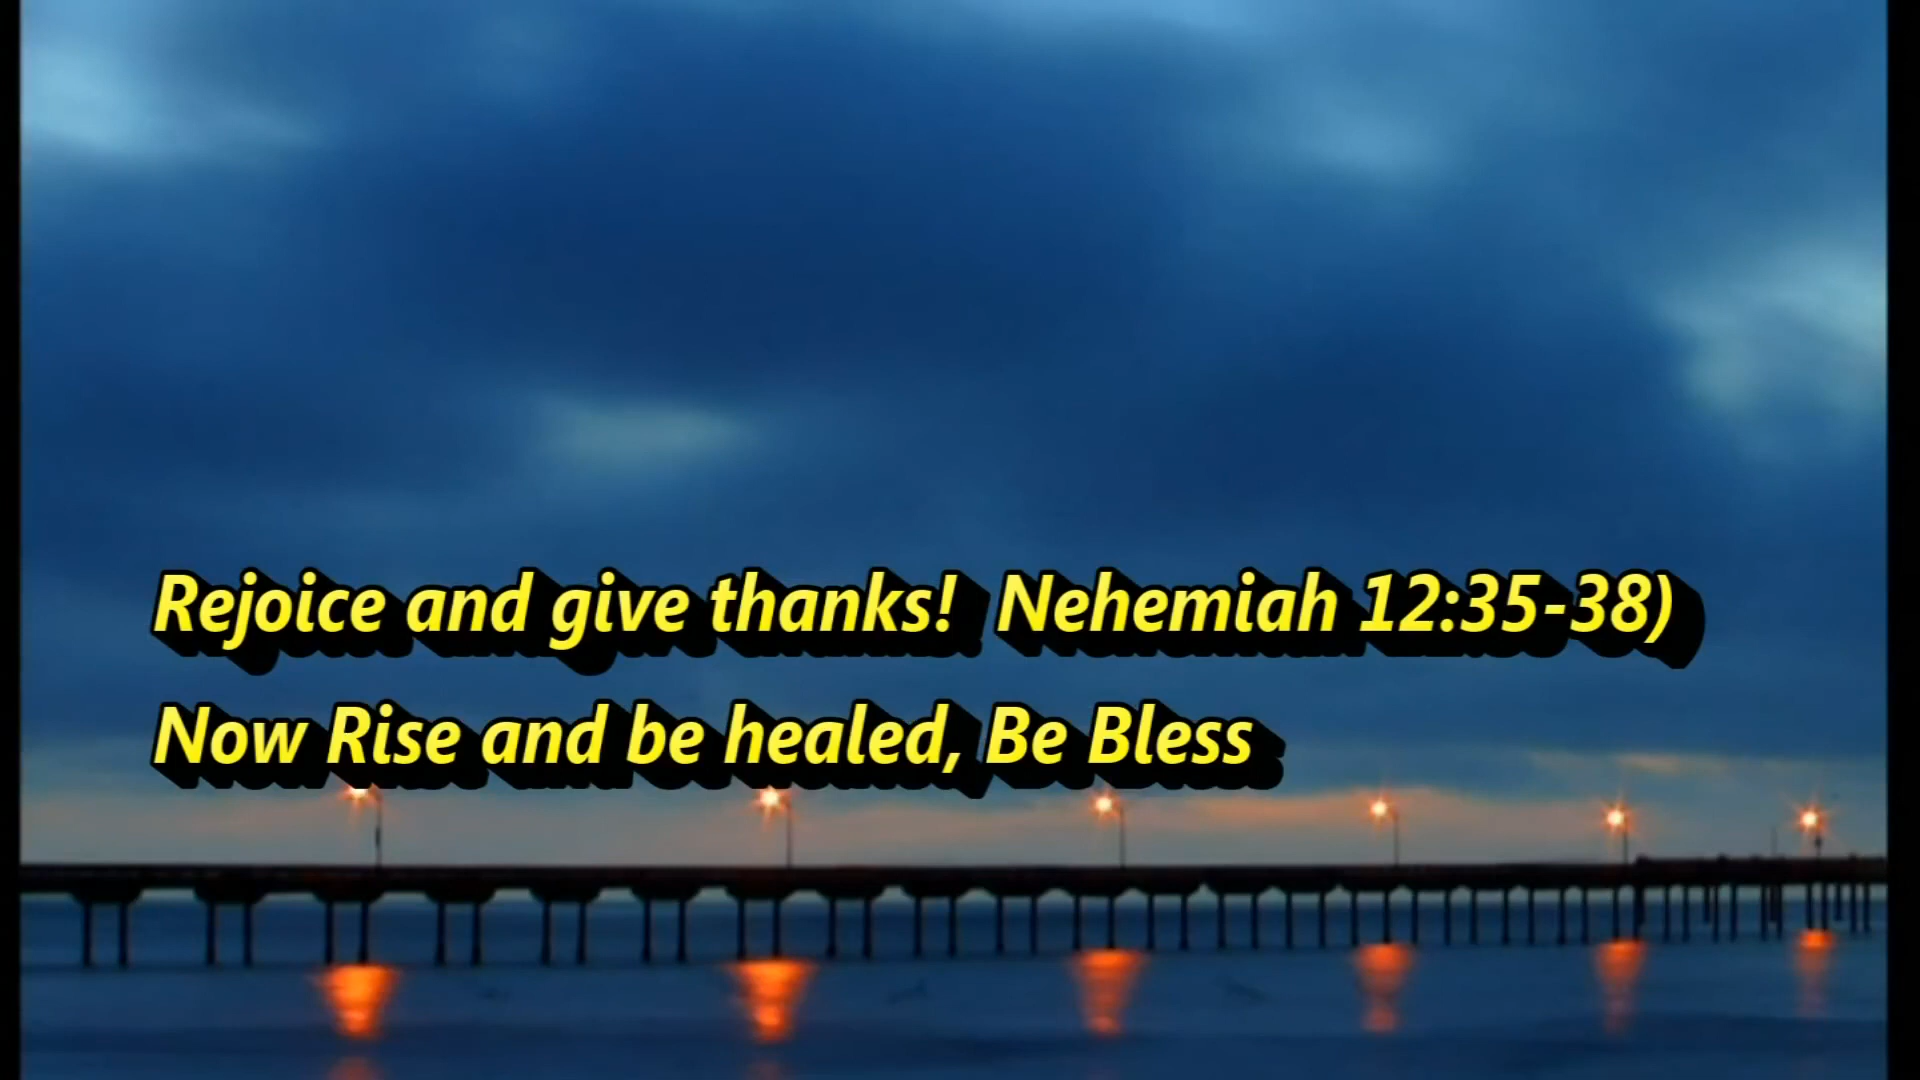 Rejoice and give thanks!  Nehemiah 12:35-38)
Now Rise and be healed, Be Bless